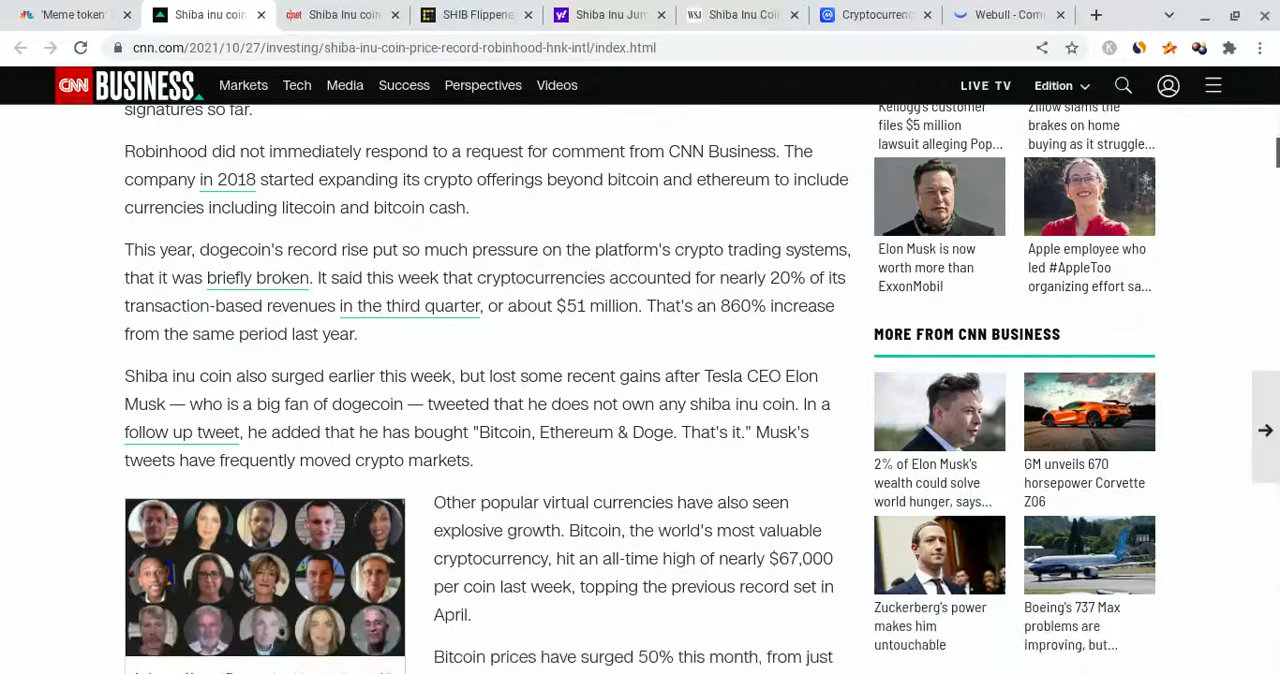 'Meme token'
Shiba inu coin
cnet
Shiba Inu coin
SHIB Flippene
Shiba Inu Jum
WSJ
Shiba Inu Coin
Cryptocurrenc
Webull - Com
cnn.com/2021/10/27/investing/shiba-inu-coin-price-record-robinhood-hnk-intl/index.html
K
CNN BUSINESS
Markets
Tech
Media
Success
Perspectives
Videos
LIVE TV
Edition
signatures so far.
Robinhood did not immediately respond to a request for comment from CNN Business. The
company in 2018 started expanding its crypto offerings beyond bitcoin and ethereum to include
currencies including litecoin and bitcoin cash.
This year, dogecoin's record rise put so much pressure on the platform's crypto trading systems,
that it was briefly broken. It said this week that cryptocurrencies accounted for nearly 20% of its
transaction-based revenues in the third quarter, or about $51 million. That's an 860% increase
from the same period last year.
Shiba inu coin also surged earlier this week, but lost some recent gains after Tesla CEO Elon
Musk — who is a big fan of dogecoin — tweeted that he does not own any shiba inu coin. In a
follow up tweet, he added that he has bought "Bitcoin, Ethereum & Doge. That's it." Musk's
tweets have frequently moved crypto markets.
Other popular virtual currencies have also seen
explosive growth. Bitcoin, the world's most valuable
cryptocurrency, hit an all-time high of nearly $67,000
per coin last week, topping the previous record set in
April.
Bitcoin prices have surged 50% this month, from just
Kellogg's customer
files $5 million
lawsuit alleging Pop...
Zillow slams the
brakes on home
buying as it struggle...
Elon Musk is now
worth more than
ExxonMobil
Apple employee who
led #AppleToo
organizing effort sa...
MORE FROM CNN BUSINESS
2% of Elon Musk's
wealth could solve
world hunger, says...
GM unveils 670
horsepower Corvette
Z06
Zuckerberg's power
makes him
untouchable
Boeing's 737 Max
problems are
improving, but...